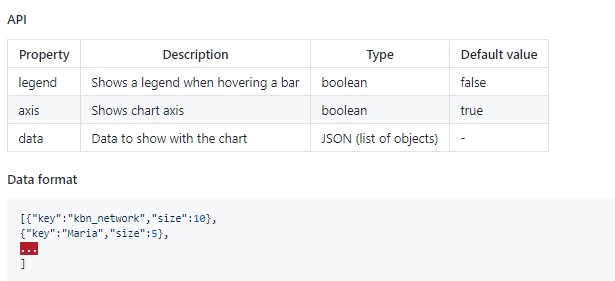 API
Property Description Type Default value
legend Shows a legend when hovering a bar boolean false
axis Shows chart axis boolean true
data Data to show with the chart JSON (list of objects) -
Data format
[{"key":"kbn_network","size":10},
{"key":"Maria","size":5},
...
]